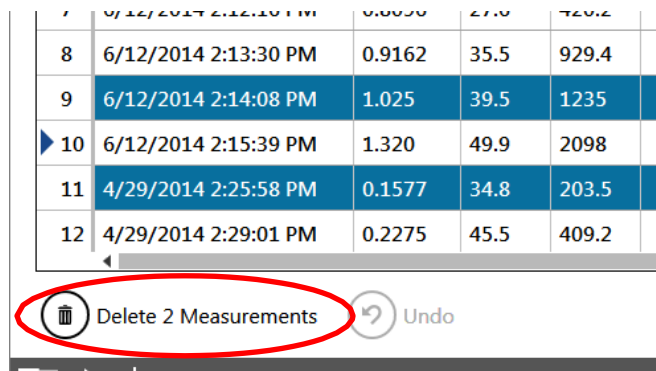 8 6/12/2014 2:13:30 PM 0.9162 35.5 929.4
9 6/12/2014 2:14:08 PM 1.025 39.5 1235
10 6/12/2014 2:15:39 PM 1.320 49.9 2098
11 4/29/2014 2:25:58 PM 0.1577 34.8 203.5
12 4/29/2014 2:29:01 PM 0.2275 45.5 409.2
Delete 2 Measurements Undo